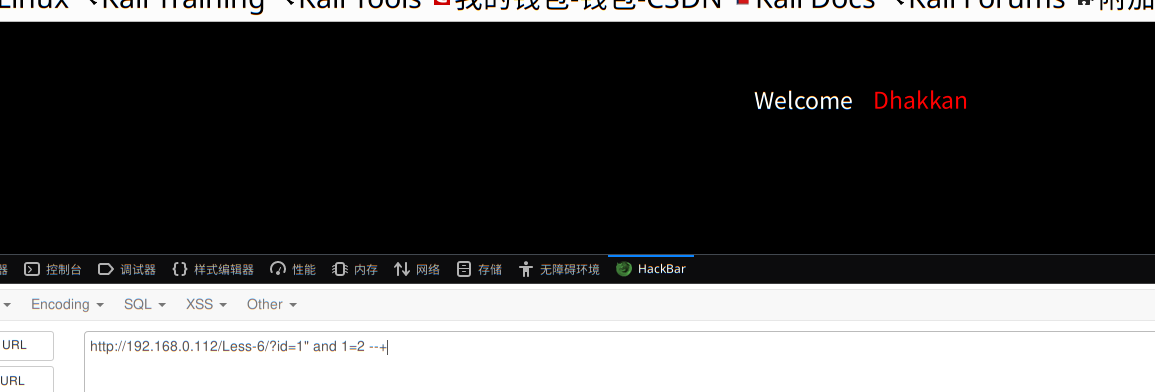 Linux Kali Training Kali Tools 我的钱包-钱包-CSDN Kali Docs Kali Forums 附加
Welcome Dhakkan
器 控制台 调试器 {} 样式编辑器 性能 内存 网络 存储 无障碍环境 HackBar
Encoding SQL XSS Other
URL
http://192.168.0.112/Less-6/?id=1" and 1=2 --+
URL